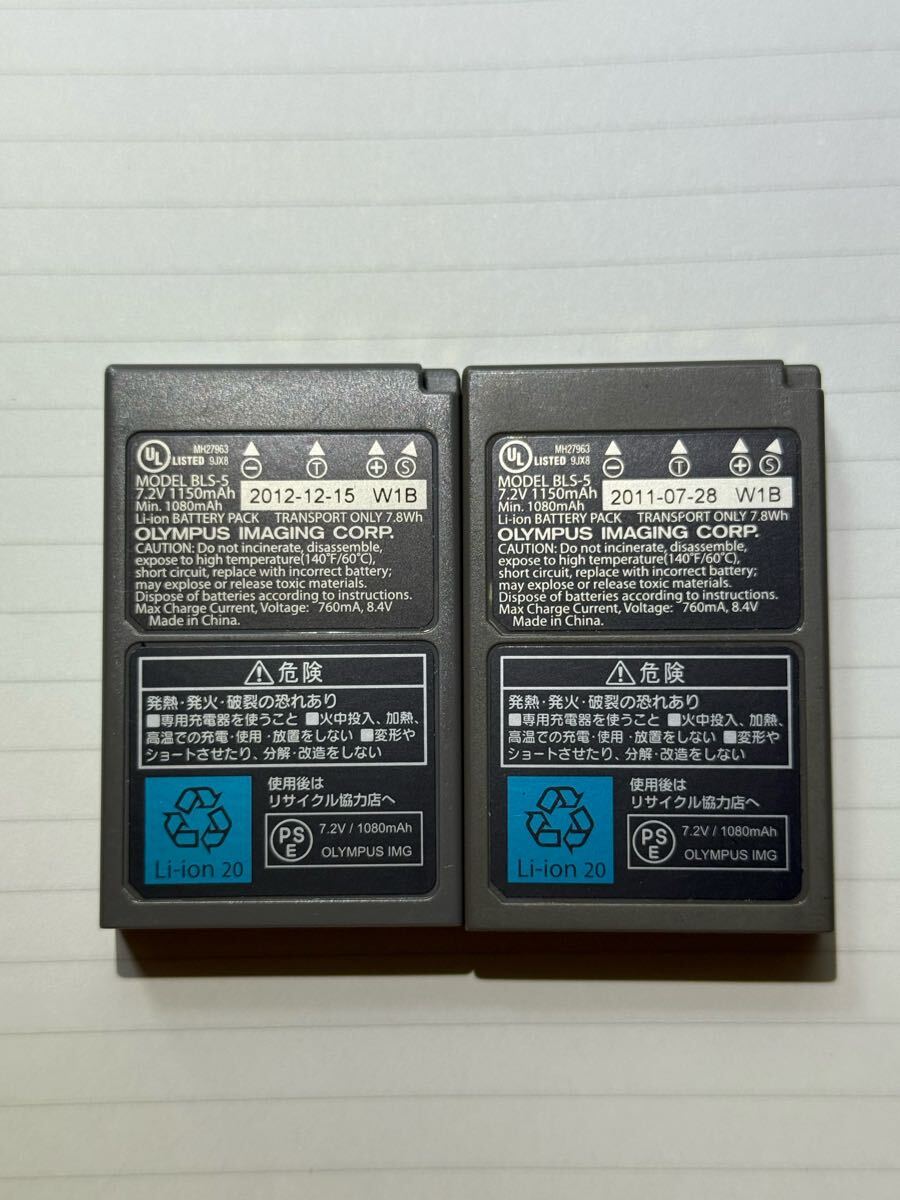 UL LISTED MH27963 9JX8
⊖ T ⊕ S
MODEL BLS-5
7.2V 1150mAh 2012-12-15 W1B
Min. 1080mAh
Li-ion BATTERY PACK TRANSPORT ONLY 7.8Wh
OLYMPUS IMAGING CORP.
CAUTION: Do not incinerate, disassemble,
expose to high temperature(140°F/60°C),
short circuit, replace with incorrect battery;
may explode or release toxic materials.
Dispose of batteries according to instructions.
Max Charge Current, Voltage: 760mA, 8.4V
Made in China.
⚠危険
発熱・発火・破裂の恐れあり
■専用充電器を使うこと ■火中投入、加熱、
高温での充電・使用・放置をしない ■変形や
ショートさせたり、分解・改造をしない
使用後は
リサイクル協力店へ
Li-ion 20
PSE 7.2V / 1080mAh
OLYMPUS IMG
UL LISTED MH27963 9JX8
⊖ T ⊕ S
MODEL BLS-5
7.2V 1150mAh 2011-07-28 W1B
Min. 1080mAh
Li-ion BATTERY PACK TRANSPORT ONLY 7.8Wh
OLYMPUS IMAGING CORP.
CAUTION: Do not incinerate, disassemble,
expose to high temperature(140°F/60°C),
short circuit, replace with incorrect battery;
may explode or release toxic materials.
Dispose of batteries according to instructions.
Max Charge Current, Voltage: 760mA, 8.4V
Made in China.
⚠危険
発熱・発火・破裂の恐れあり
■専用充電器を使うこと ■火中投入、加熱、
高温での充電・使用・放置をしない ■変形や
ショートさせたり、分解・改造をしない
使用後は
リサイクル協力店へ
Li-ion 20
PSE 7.2V / 1080mAh
OLYMPUS IMG